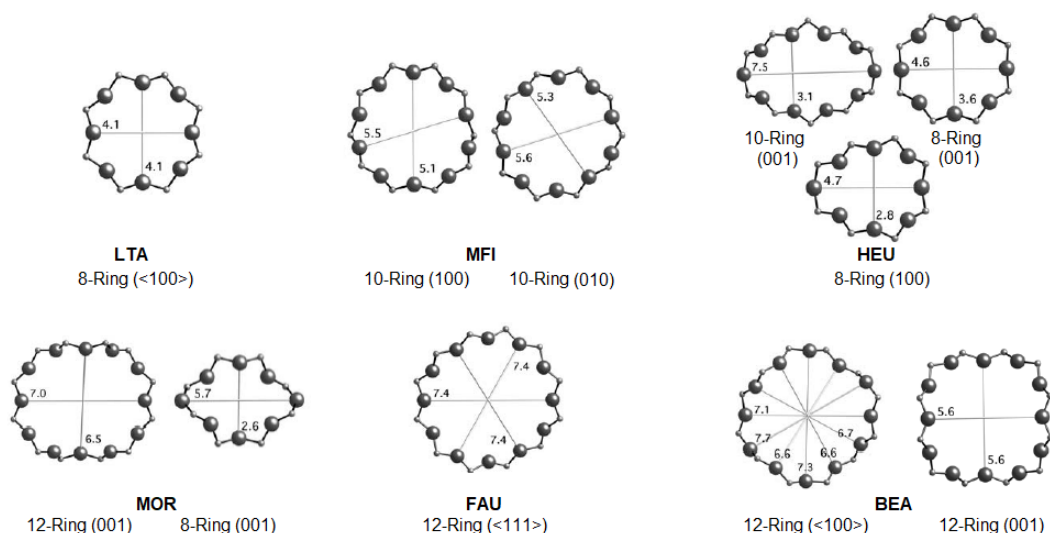 4.1
4.1
LTA
8-Ring (<100>)
5.5
5.1
5.3
5.6
MFI
10-Ring (100)
10-Ring (010)
7.5
3.1
10-Ring
(001)
4.6
3.6
8-Ring
(001)
4.7
2.8
HEU
8-Ring (100)
7.0
6.5
5.7
2.6
MOR
12-Ring (001)
8-Ring (001)
7.4
7.4
7.4
FAU
12-Ring (<111>)
7.1
6.7
7.7
6.6
6.6
7.3
5.6
5.6
BEA
12-Ring (<100>)
12-Ring (001)